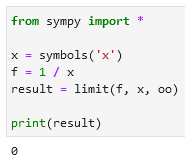 from sympy import *
x = symbols('x')
f = 1 / x
result = limit(f, x, oo)
print(result)
0